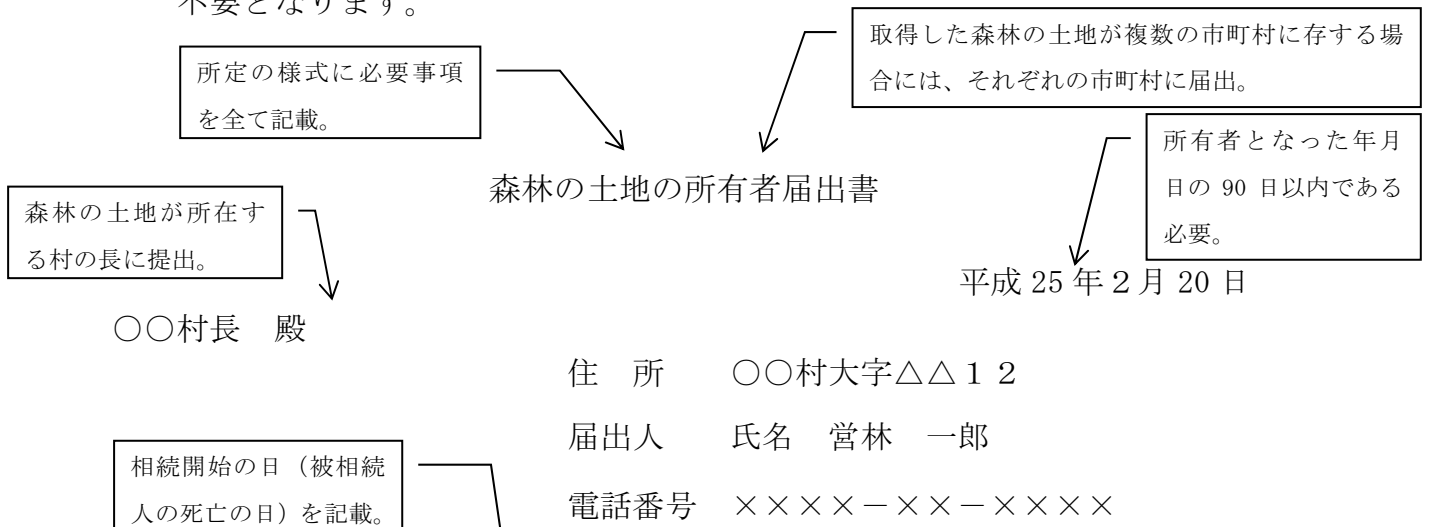 不要となります。
取得した森林の土地が複数の市町村に存する場
合には、それぞれの市町村に届出。
所定の様式に必要事項
を全て記載。
所有者となった年月
日の 90 日以内である
必要。
森林の土地の所有者届出書
森林の土地が所在す
る村の長に提出。
平成 25 年２月 20 日
○○村長　殿
住　所　　○○村大字△△１２
届出人　　氏名　営林　一郎
相続開始の日（被相続
人の死亡の日）を記載。
電話番号　××××－××－××××